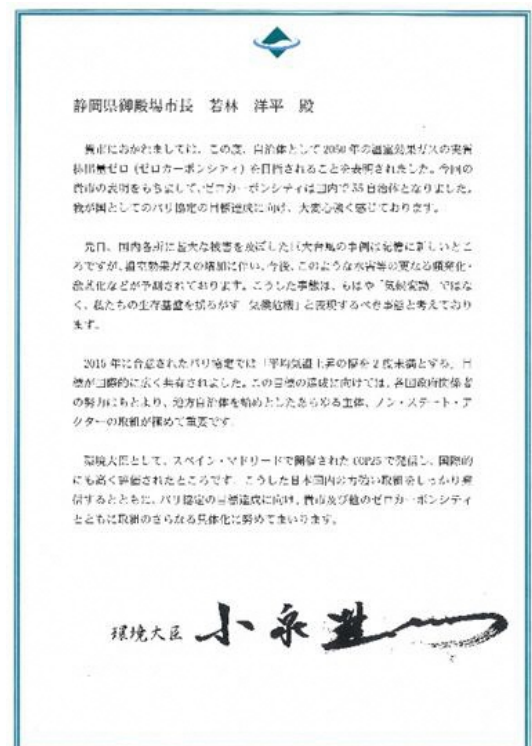 静岡県御殿場市長 若林 洋平 殿
貴市におかれましては、この度、自治体として2050年の温室効果ガスの実質
排出量ゼロ(ゼロカーボンシティ)を目指されることを表明されました。今回の
貴市の表明をもちまして、ゼロカーボンシティは国内で35自治体となりました。
我が国としてのパリ協定の目標達成に向け、大変心強く感じております。
先日、国内各所に甚大な被害を及ぼした巨大台風の事例は記憶に新しいとこ
ろですが、温室効果ガスの増加に伴い、今後、このような水害等の更なる頻発化・
激甚化などが予測されております。こうした事態は、もはや「気候変動」ではな
く、私たちの生存基盤を揺るがす「気候危機」と表現するべき事態と考えており
ます。
2015年に合意されたパリ協定では「平均気温上昇の幅を2度未満とする」目
標が国際的に広く共有されました。この目標の達成に向けては、各国政府関係者
の努力はもとより、地方自治体を始めとしたあらゆる主体、ノン・ステート・ア
クターの取組が極めて重要です。
環境大臣として、スペイン・マドリードで開催されたCOP25で発信し、国際的
にも高く評価されたところです。こうした日本国内の力強い取組をしっかり発
信するとともに、パリ協定の目標達成に向け、貴市及び他のゼロカーボンシティ
とともに取組のさらなる具体化に努めてまいります。
環境大臣 小泉進